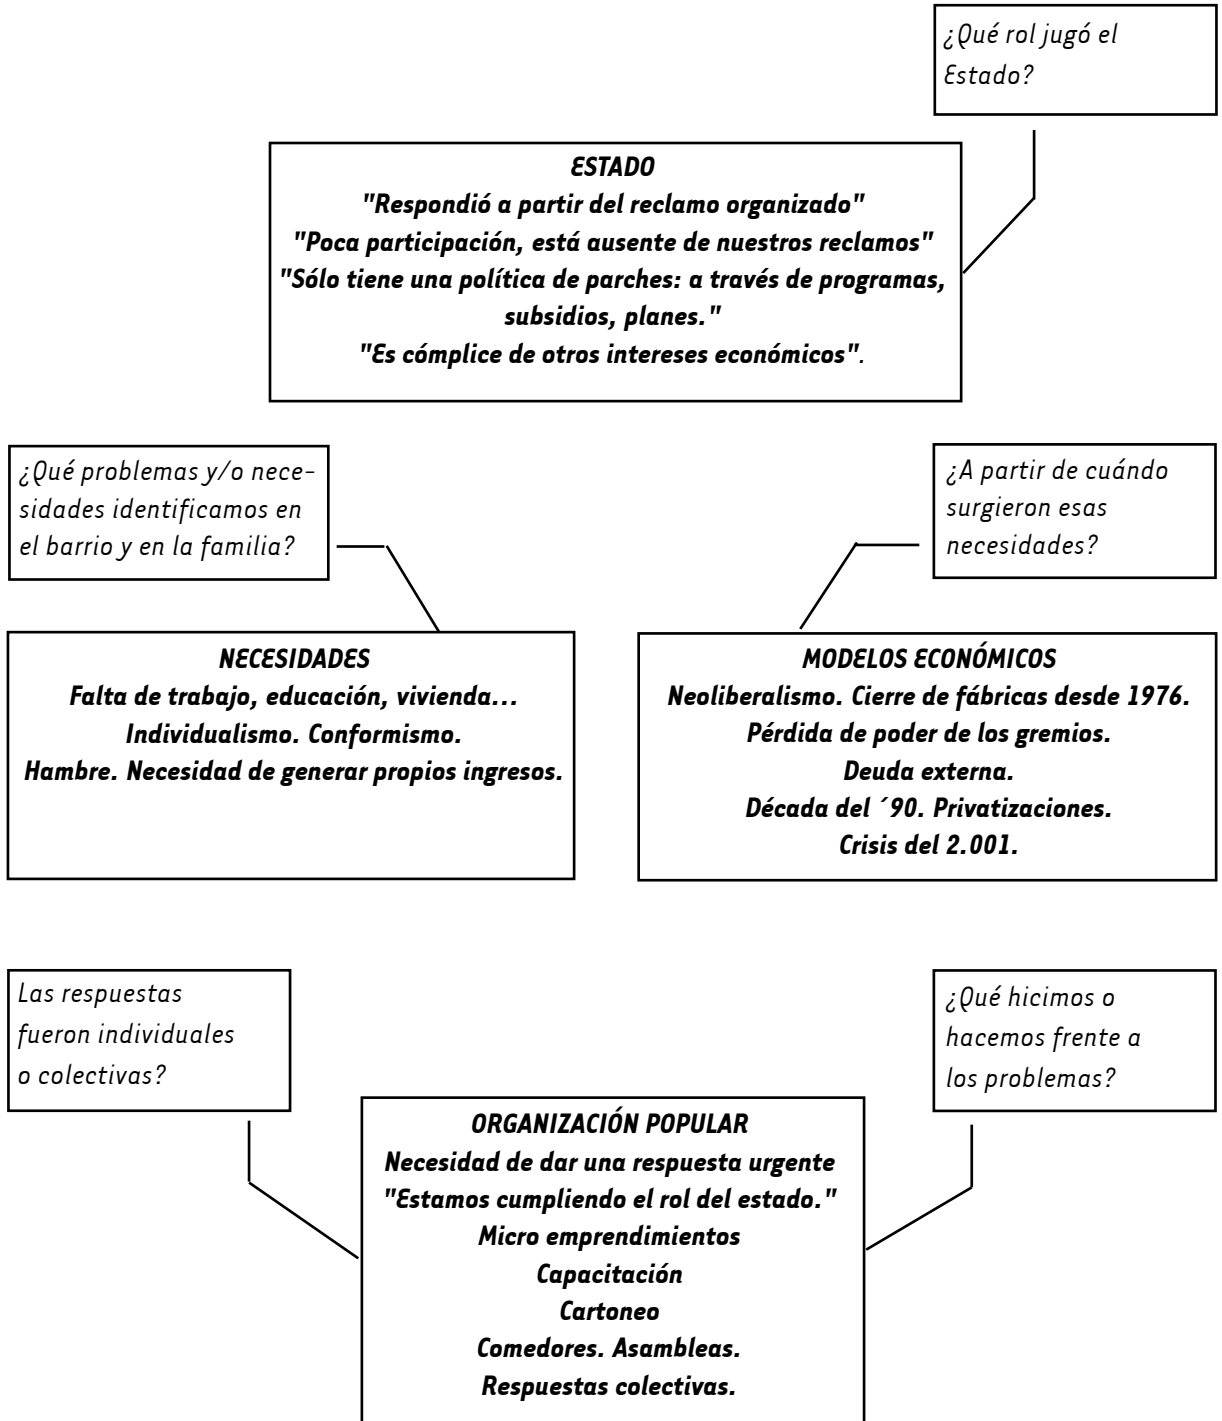 ¿Qué rol jugó el
Estado?
ESTADO
"Respondió a partir del reclamo organizado"
"Poca participación, está ausente de nuestros reclamos"
"Sólo tiene una política de parches: a través de programas,
subsidios, planes."
"Es cómplice de otros intereses económicos".
¿Qué problemas y/o nece-
sidades identificamos en
el barrio y en la familia?
¿A partir de cuándo
surgieron esas
necesidades?
NECESIDADES
Falta de trabajo, educación, vivienda...
Individualismo. Conformismo.
Hambre. Necesidad de generar propios ingresos.
MODELOS ECONÓMICOS
Neoliberalismo. Cierre de fábricas desde 1976.
Pérdida de poder de los gremios.
Deuda externa.
Década del ´90. Privatizaciones.
Crisis del 2.001.
Las respuestas
fueron individuales
o colectivas?
¿Qué hicimos o
hacemos frente a
los problemas?
ORGANIZACIÓN POPULAR
Necesidad de dar una respuesta urgente
"Estamos cumpliendo el rol del estado."
Micro emprendimientos
Capacitación
Cartoneo
Comedores. Asambleas.
Respuestas colectivas.